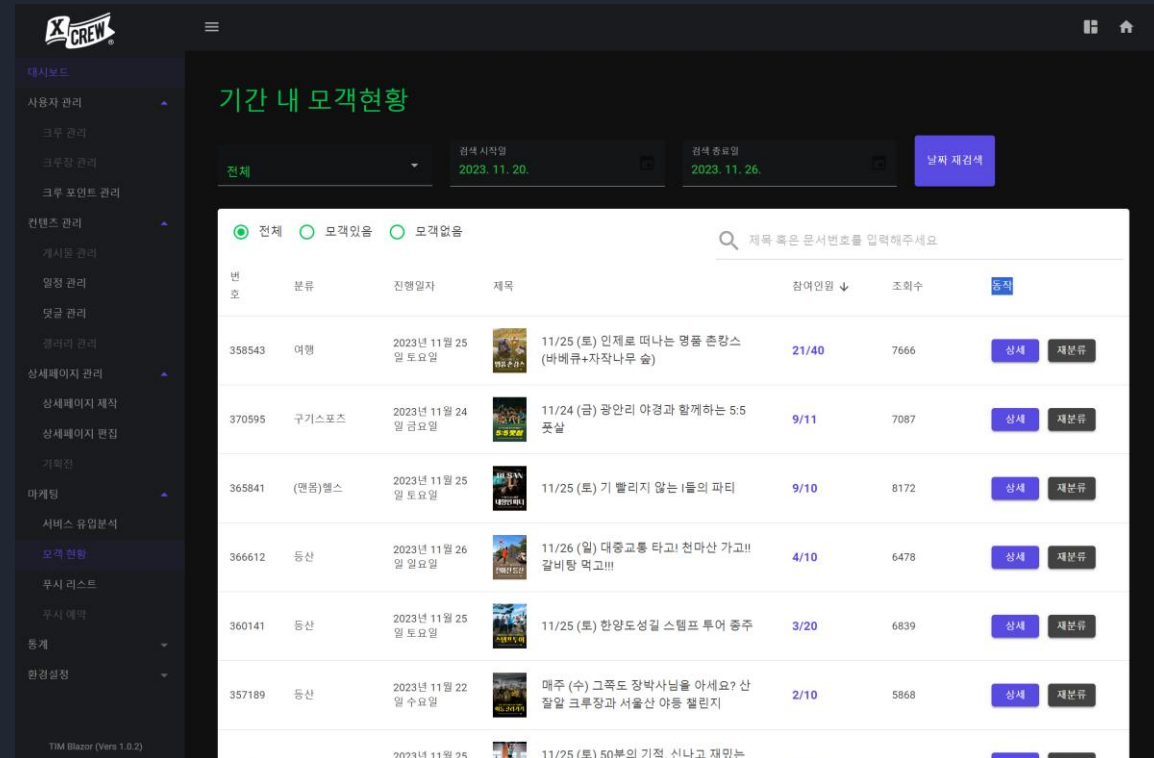 X CREW
대시보드
사용자 관리
크루 관리
크루장 관리
크루 포인트 관리
컨텐츠 관리
게시물 관리
일정 관리
댓글 관리
갤러리 관리
상세페이지 관리
상세페이지 제작
상세페이지 편집
기획전
마케팅
서비스 유입분석
모객 현황
푸시 리스트
푸시 예약
통계
환경설정
TIM Blazor (Vers 1.0.2)
기간 내 모객현황
전체
검색 시작일
2023. 11. 20.
검색 종료일
2023. 11. 26.
날짜 재검색
전체 모객있음 모객없음
제목 혹은 문서번호를 입력해주세요
번호 분류 진행일자 제목 참여인원 조회수 동작
358543 여행 2023년 11월 25일 토요일 11/25 (토) 인제로 떠나는 명품 촌캉스 (바베큐+자작나무 숲) 21/40 7666 상세 재분류
370595 구기스포츠 2023년 11월 24일 금요일 5:5 풋살 11/24 (금) 광안리 야경과 함께하는 5:5 풋살 9/11 7087 상세 재분류
365841 (맨몸)헬스 2023년 11월 25일 토요일 BUSAN 11/25 (토) 기 빨리지 않는 I들의 파티 9/10 8172 상세 재분류
366612 등산 2023년 11월 26일 일요일 11/26 (일) 대중교통 타고! 천마산 가고!! 갈비탕 먹고!!! 4/10 6478 상세 재분류
360141 등산 2023년 11월 25일 토요일 11/25 (토) 한양도성길 스템프 투어 종주 3/20 6839 상세 재분류
357189 등산 2023년 11월 22일 수요일 매주 (수) 그쪽도 장박사님을 아세요? 산잘알 크루장과 서울산 야등 챌린지 2/10 5868 상세 재분류
2023년 11월 25 11/25 (토) 50분의 기적, 신나고 재밌는